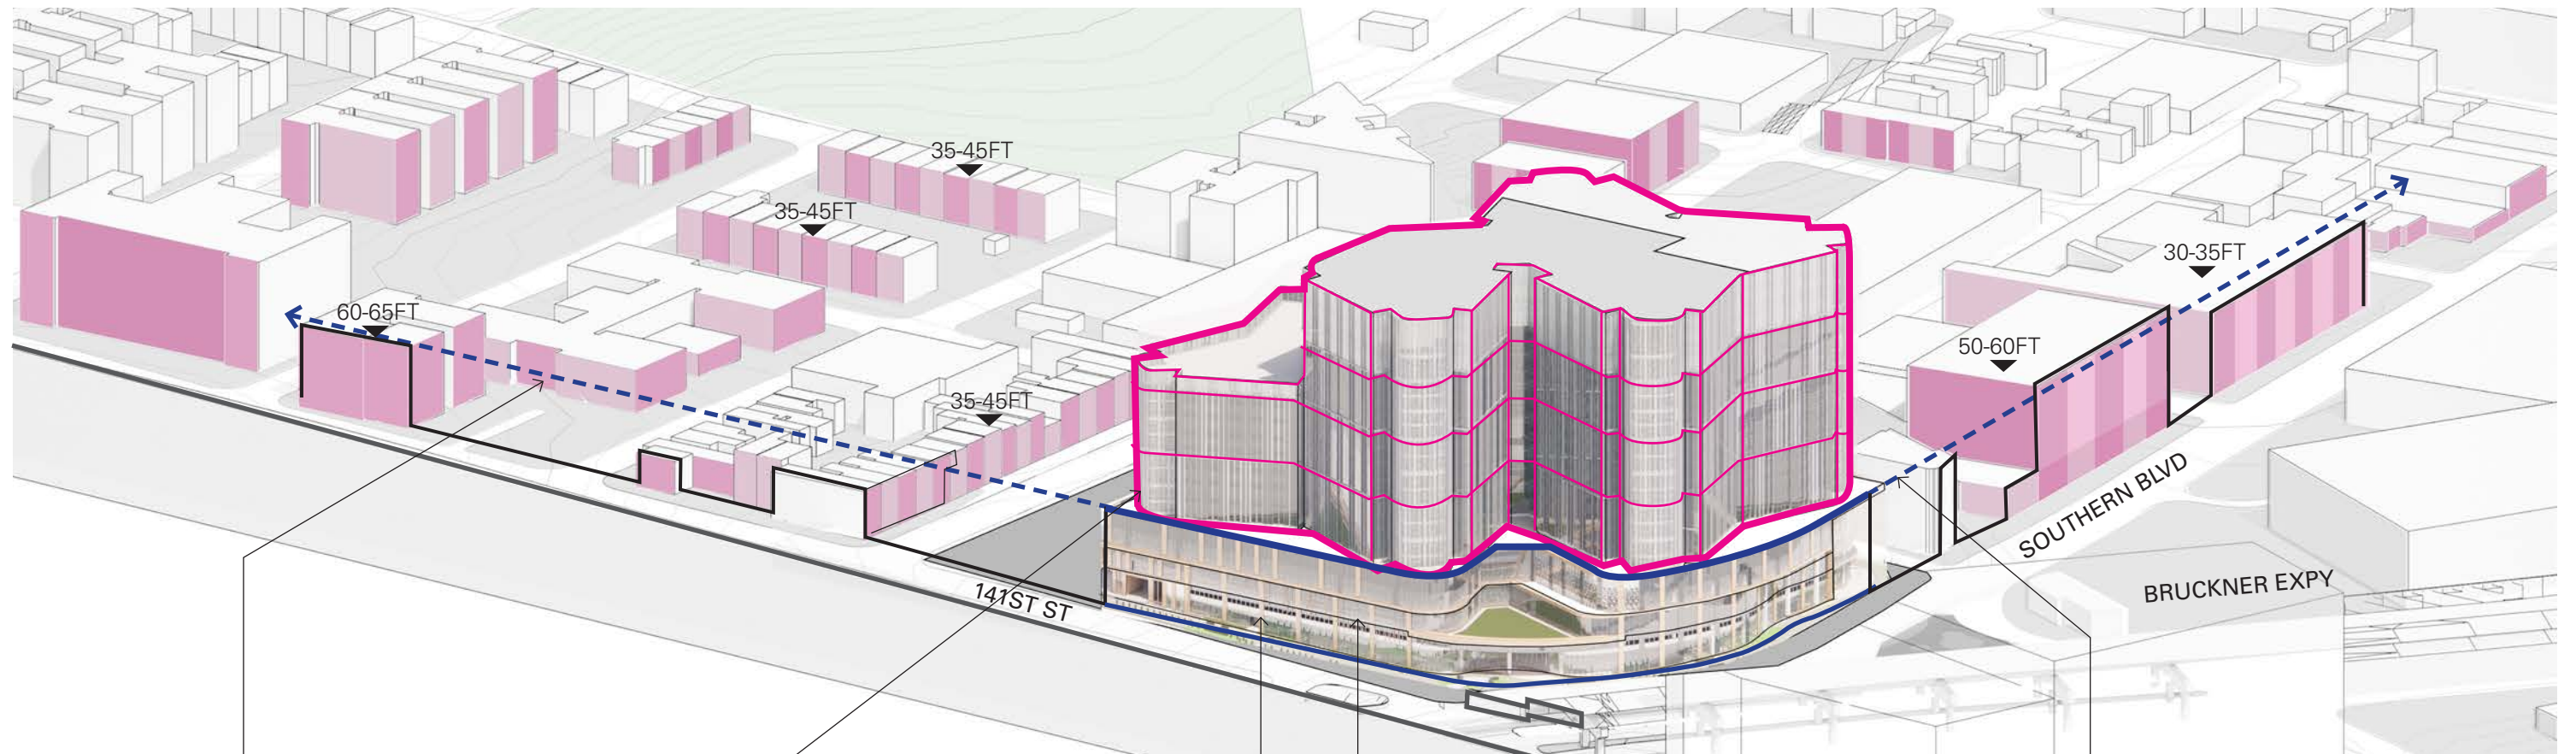 35-45FT
35-45FT
60-65FT
35-45FT
30-35FT
50-60FT
SOUTHERN BLVD
BRUCKNER EXPY
141ST ST